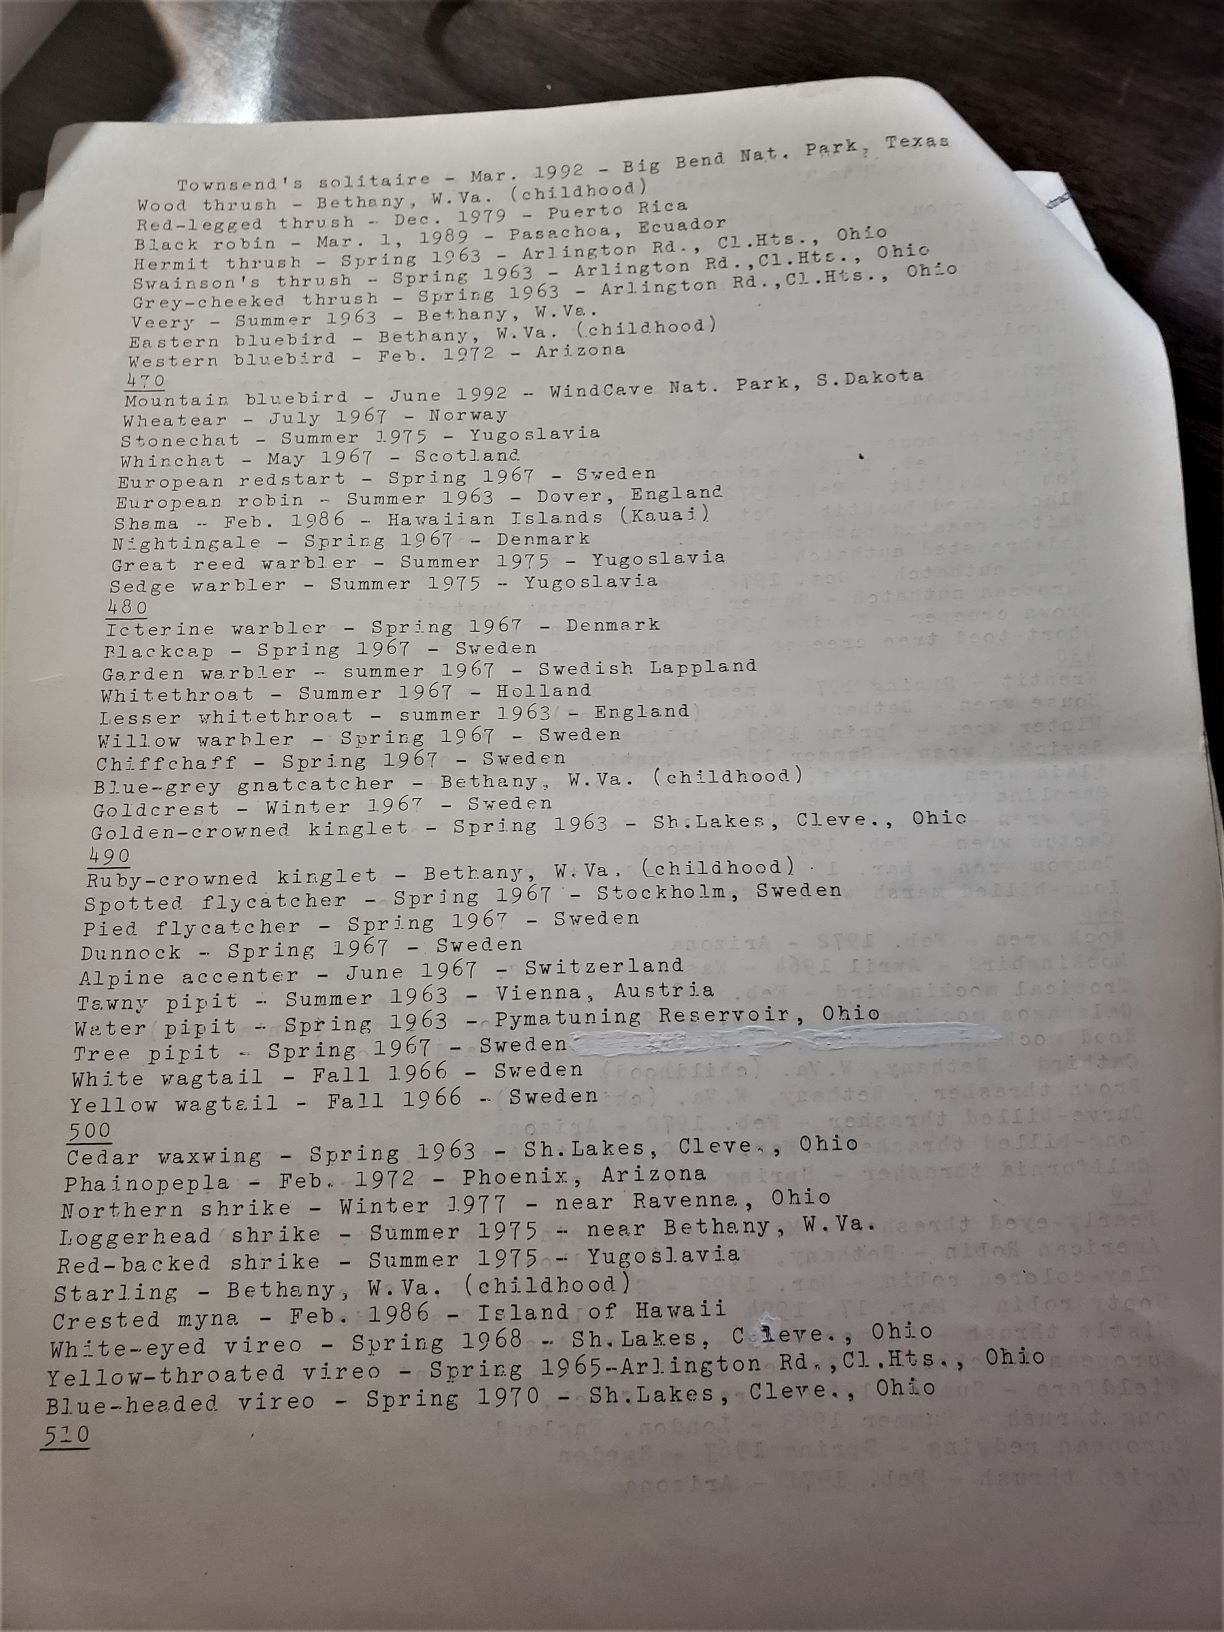 Townsend's solitaire - Mar. 1992 - Big Bend Nat. Park, Texas
Wood thrush - Bethany, W.Va. (childhood)
Red-legged thrush - Dec. 1979 - Puerto Rica
Black robin - Mar. 1, 1989 - Pasachoa, Ecuador
Hermit thrush - Spring 1963 - Arlington Rd., Cl.Hts., Ohio
Swainson's thrush - Spring 1963 - Arlington Rd.,Cl.Hts., Ohio
Grey-cheeked thrush - Spring 1963 - Arlington Rd.,Cl.Hts., Ohio
Veery - Summer 1963 - Bethany, W.Va.
Eastern bluebird - Bethany, W.Va. (childhood)
Western bluebird - Feb. 1972 - Arizona
470
Mountain bluebird - June 1992 - WindCave Nat. Park, S.Dakota
Wheatear - July 1967 - Norway
Stonechat - Summer 1975 - Yugoslavia
Whinchat - May 1967 - Scotland
European redstart - Spring 1967 - Sweden
European robin - Summer 1963 - Dover, England
Shama - Feb. 1986 - Hawaiian Islands (Kauai)
Nightingale - Spring 1967 - Denmark
Great reed warbler - Summer 1975 - Yugoslavia
Sedge warbler - Summer 1975 - Yugoslavia
480
Icterine warbler - Spring 1967 - Denmark
Blackcap - Spring 1967 - Sweden
Garden warbler - summer 1967 - Swedish Lappland
Whitethroat - Summer 1967 - Holland
Lesser whitethroat - summer 1963 - England
Willow warbler - Spring 1967 - Sweden
Chiffchaff - Spring 1967 - Sweden
Blue-grey gnatcatcher - Bethany, W.Va. (childhood)
Goldcrest - Winter 1967 - Sweden
Golden-crowned kinglet - Spring 1963 - Sh.Lakes, Cleve., Ohio
490
Ruby-crowned kinglet - Bethany, W.Va. (childhood)
Spotted flycatcher - Spring 1967 - Stockholm, Sweden
Pied flycatcher - Spring 1967 - Sweden
Dunnock - Spring 1967 - Sweden
Alpine accenter - June 1967 - Switzerland
Tawny pipit - Summer 1963 - Vienna, Austria
Water pipit - Spring 1963 - Pymatuning Reservoir, Ohio
Tree pipit - Spring 1967 - Sweden
White wagtail - Fall 1966 - Sweden
Yellow wagtail - Fall 1966 - Sweden
500
Cedar waxwing - Spring 1963 - Sh.Lakes, Cleve., Ohio
Phainopepla - Feb. 1972 - Phoenix, Arizona
Northern shrike - Winter 1977 - near Ravenna, Ohio
Loggerhead shrike - Summer 1975 - near Bethany, W.Va.
Red-backed shrike - Summer 1975 - Yugoslavia
Starling - Bethany, W.Va. (childhood)
Crested myna - Feb. 1986 - Island of Hawaii
White-eyed vireo - Spring 1968 - Sh.Lakes, C leve., Ohio
Yellow-throated vireo - Spring 1965-Arlington Rd.,Cl.Hts., Ohio
Blue-headed vireo - Spring 1970 - Sh.Lakes, Cleve., Ohio
510